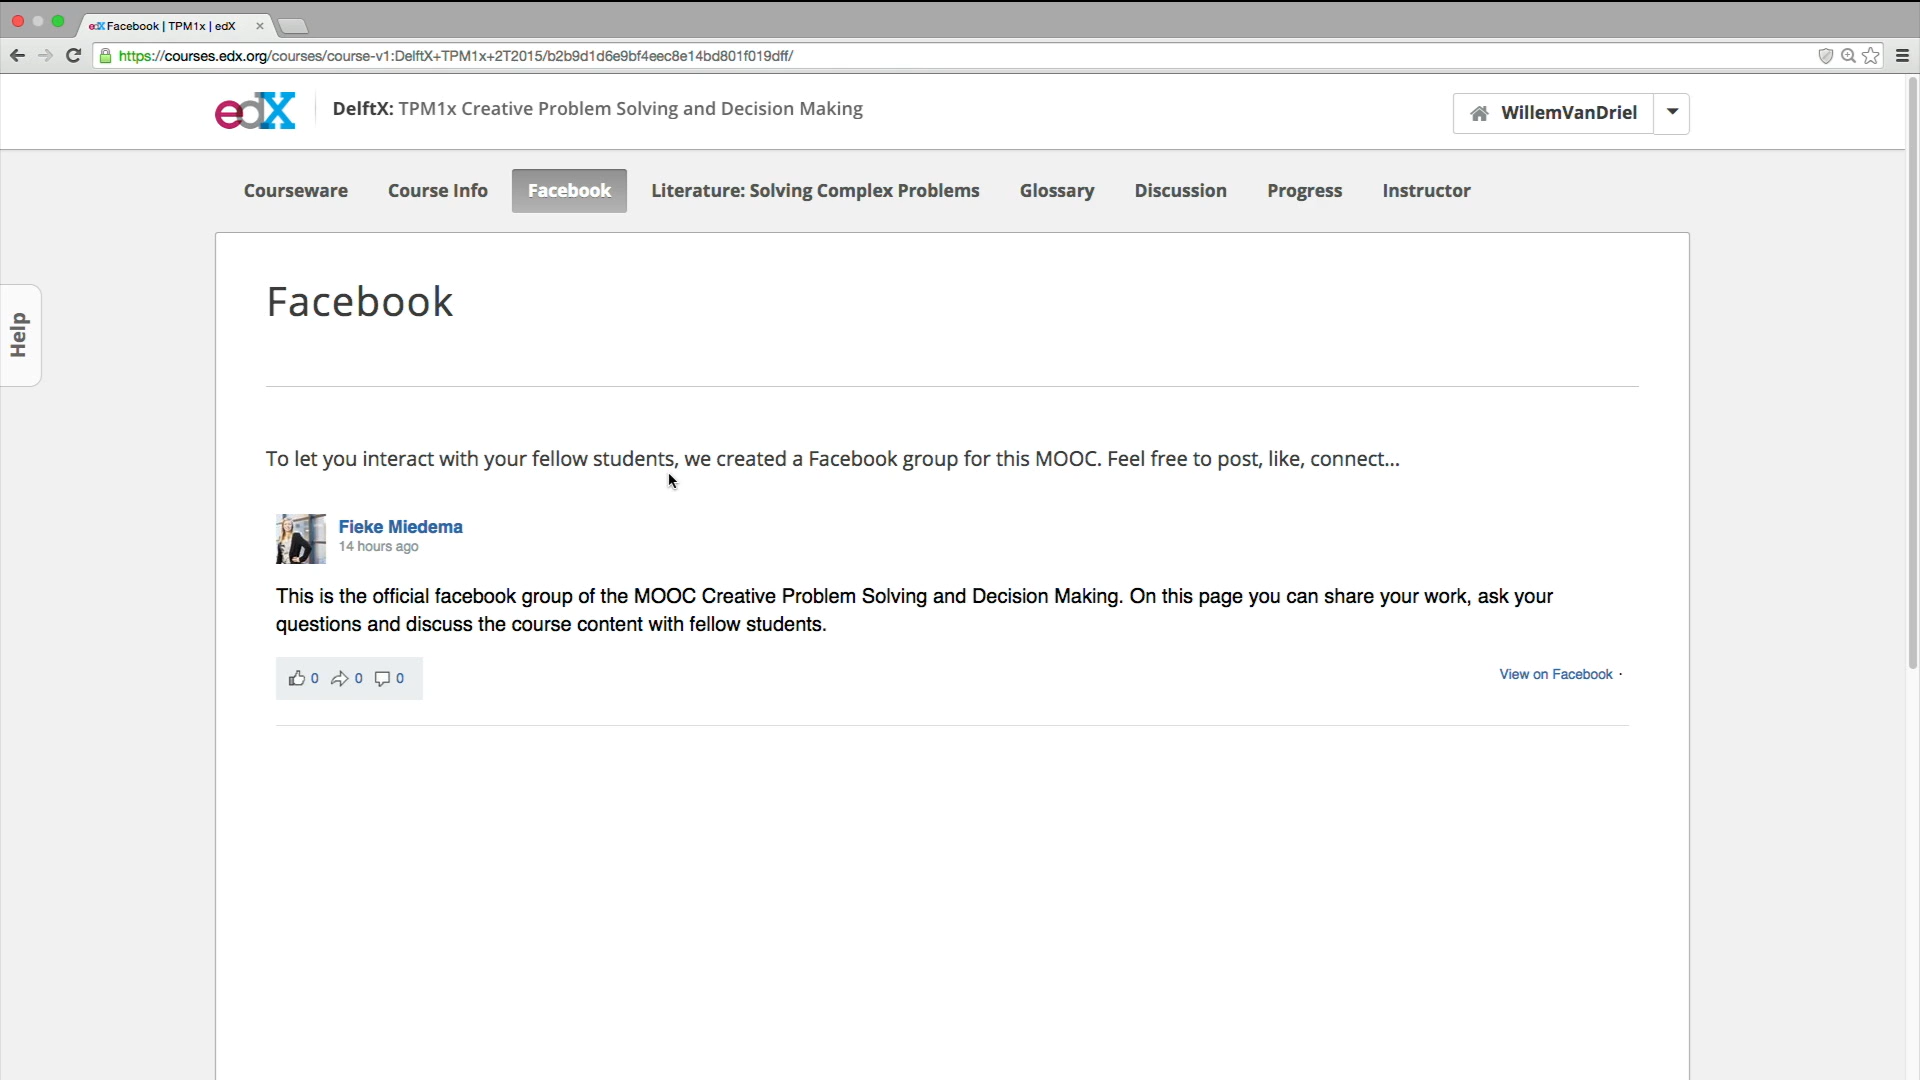 edX Facebook | TPM1x | edX
https://courses.edx.org/courses/course-v1:DelftX+TPM1x+2T2015/b2b9d1d6e9bf4eec8e14bd801f019dff/
edX
DelftX: TPM1x Creative Problem Solving and Decision Making
WillemVanDriel
Courseware Course Info Facebook Literature: Solving Complex Problems Glossary Discussion Progress Instructor
Help
Facebook
To let you interact with your fellow students, we created a Facebook group for this MOOC. Feel free to post, like, connect...
Fieke Miedema
14 hours ago
This is the official facebook group of the MOOC Creative Problem Solving and Decision Making. On this page you can share your work, ask your
questions and discuss the course content with fellow students.
0 0 0
View on Facebook ·